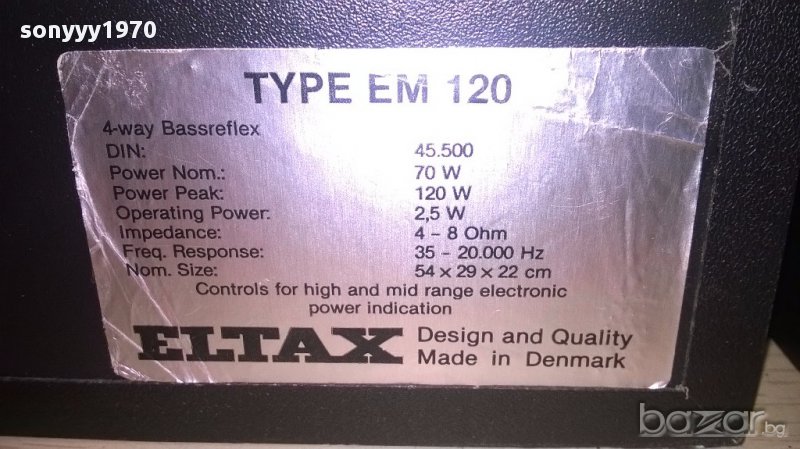 sonyyy1970
TYPE EM 120
4-way Bassreflex
DIN: 45.500
Power Nom.: 70 W
Power Peak: 120 W
Operating Power: 2,5 W
Impedance: 4 - 8 Ohm
Freq. Response: 35 - 20.000 Hz
Nom. Size: 54 x 29 x 22 cm
Controls for high and mid range electronic
power indication
ELTAX Design and Quality
Made in Denmark
bazar.bg